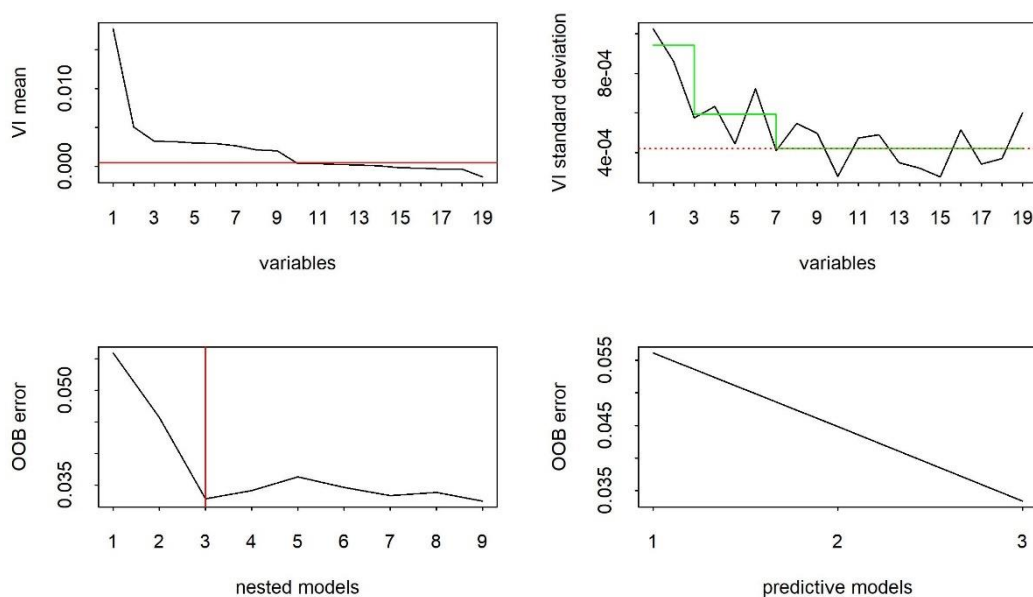 VI mean
0.010
0.000
1 3 5 7 9 11 13 15 17 19
variables
VI standard deviation
8e-04
4e-04
1 3 5 7 9 11 13 15 17 19
variables
OOB error
0.050
0.035
1 2 3 4 5 6 7 8 9
nested models
OOB error
0.055
0.045
0.035
1 2 3
predictive models